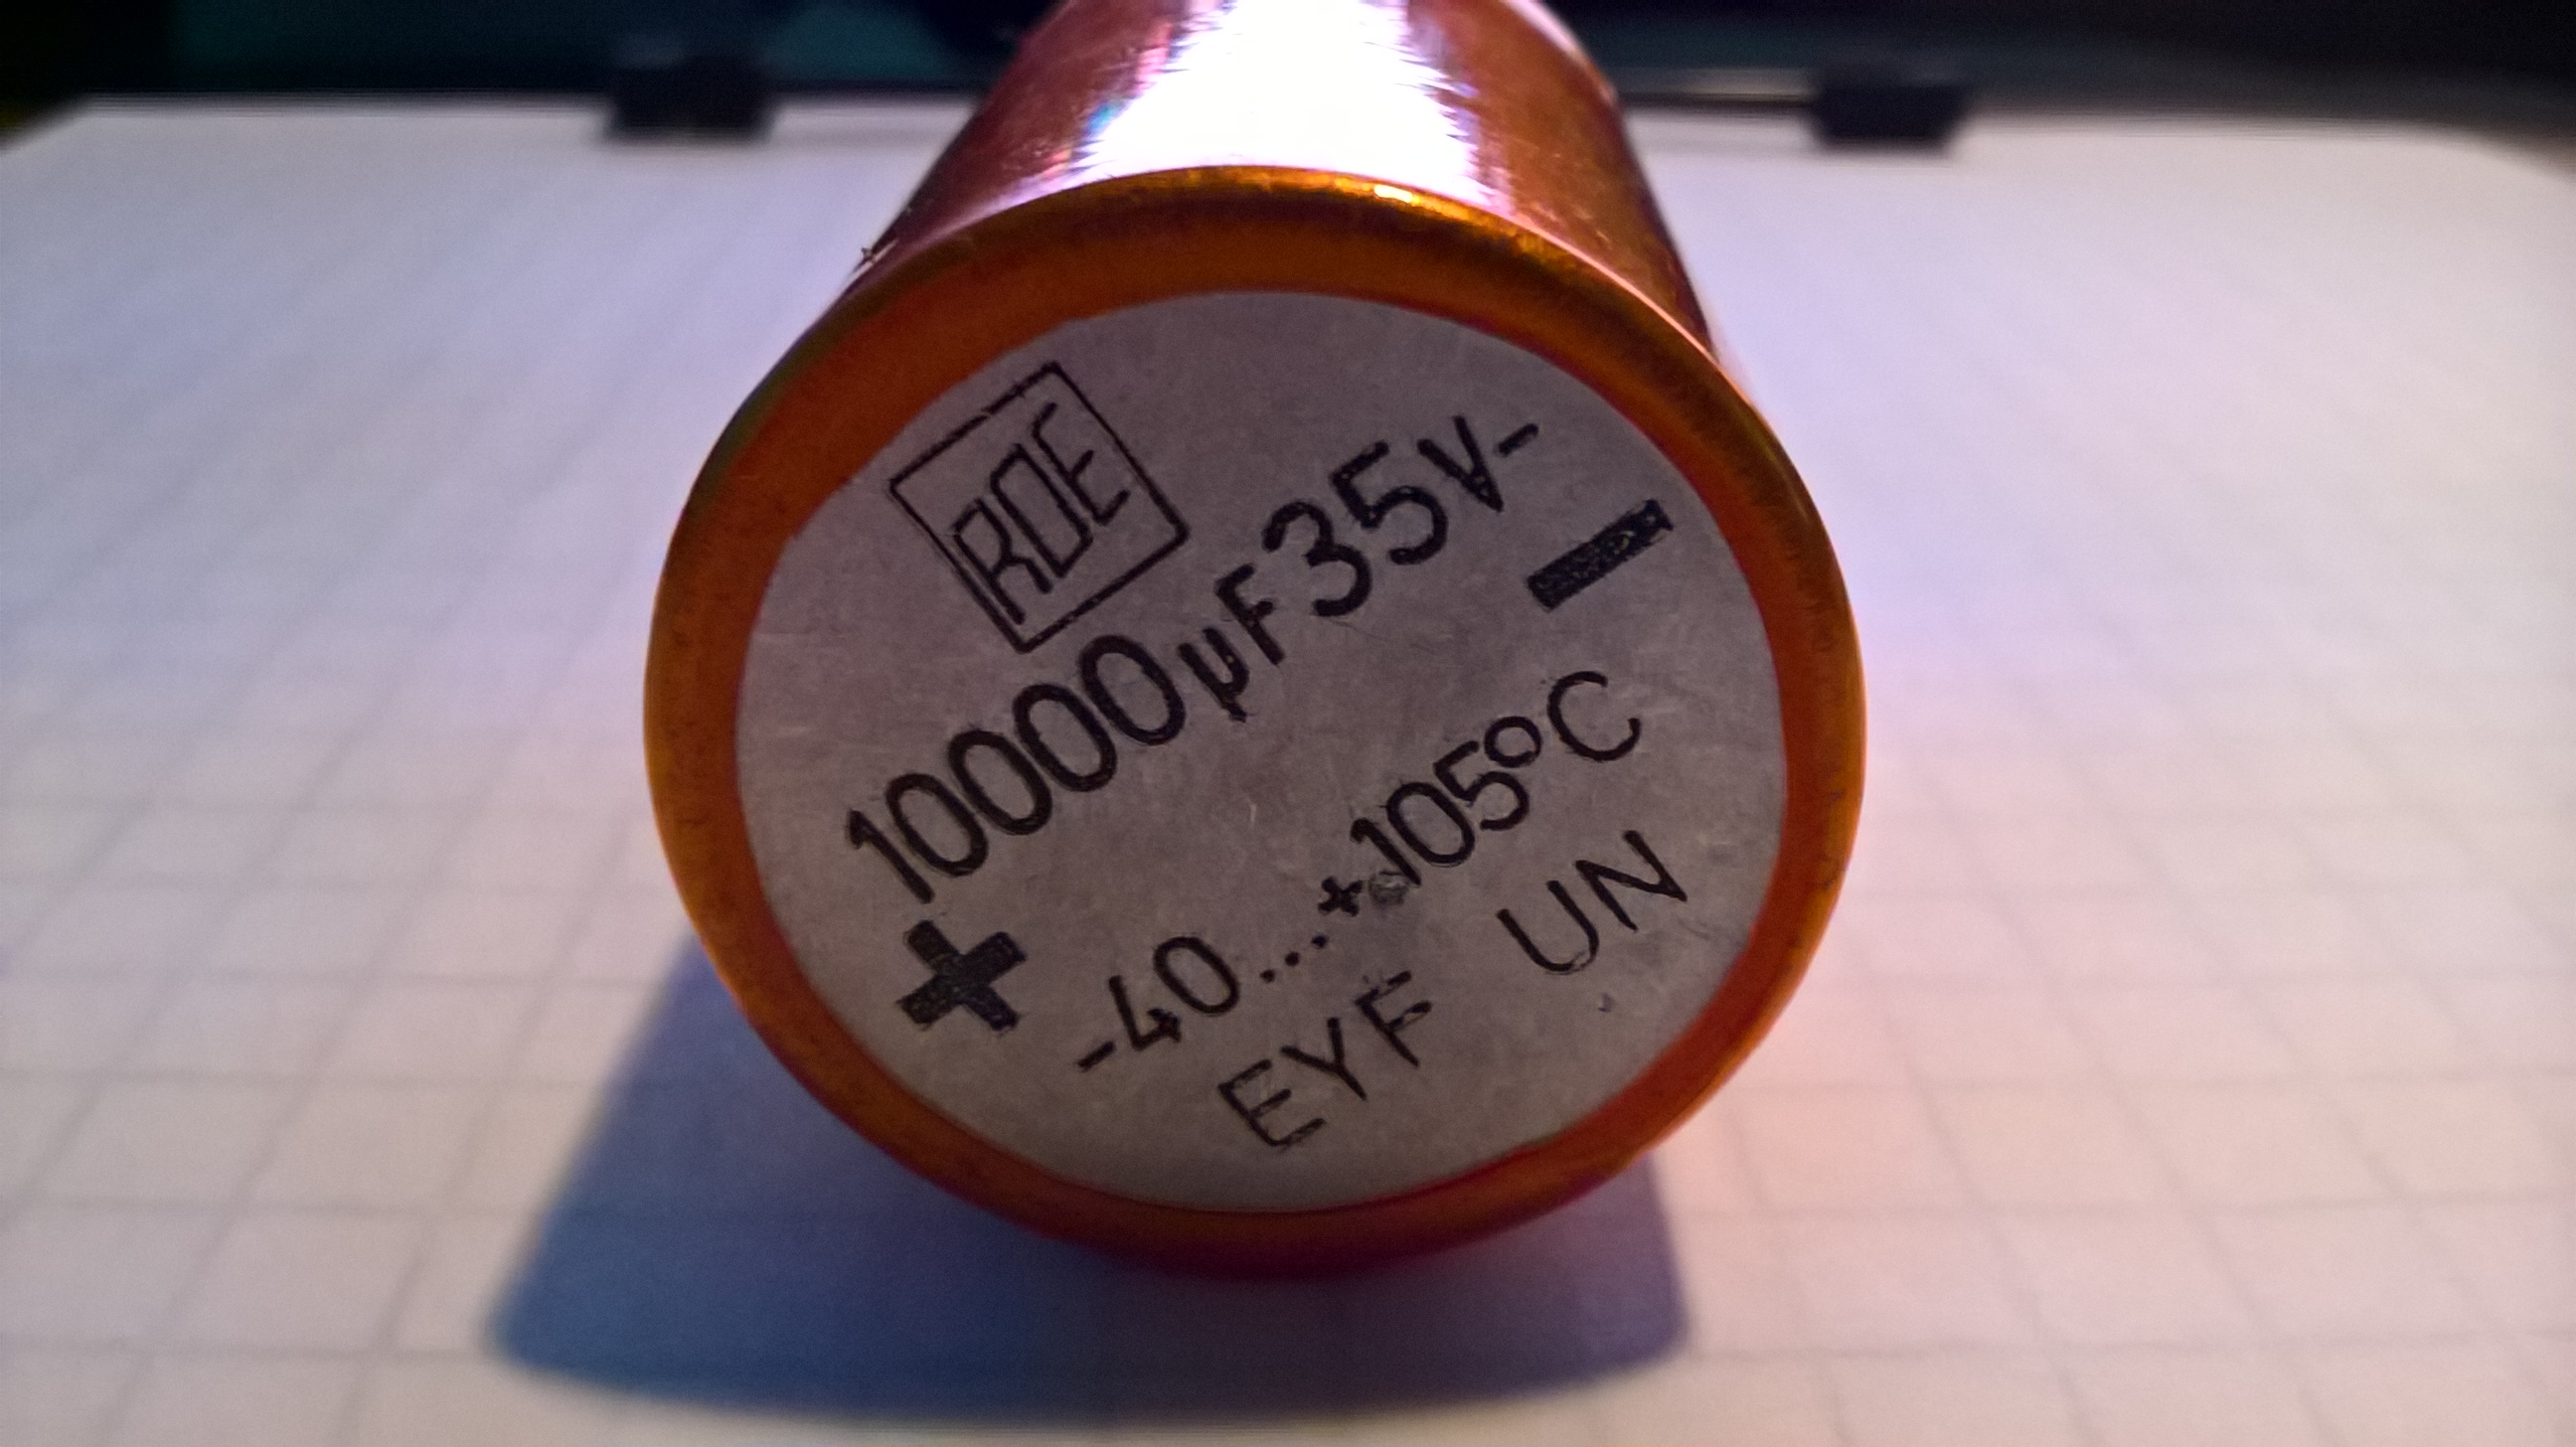 ROE
10000µF 35V-
+ −
-40...+105°C
EYF UN